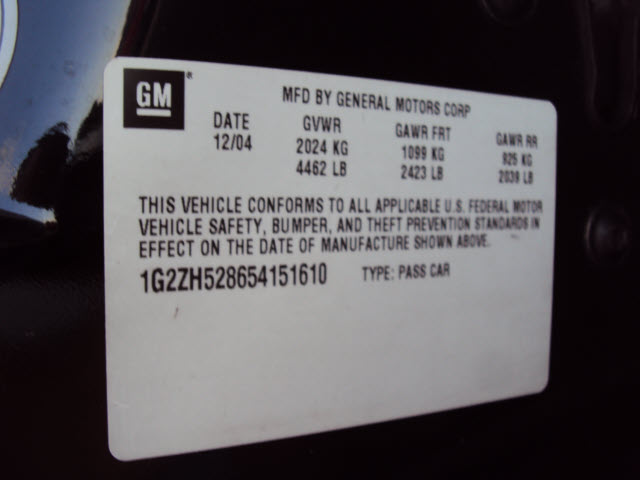 GM® MFD BY GENERAL MOTORS CORP
DATE GVWR GAWR FRT GAWR RR
12/04 2024 KG 1099 KG 925 KG
4462 LB 2423 LB 2039 LB
THIS VEHICLE CONFORMS TO ALL APPLICABLE U.S. FEDERAL MOTOR
VEHICLE SAFETY, BUMPER, AND THEFT PREVENTION STANDARDS IN
EFFECT ON THE DATE OF MANUFACTURE SHOWN ABOVE.
1G2ZH528654151610 TYPE: PASS CAR